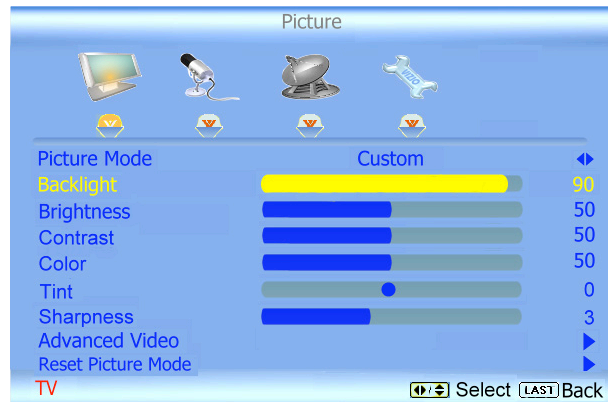 Picture
VIZIO
Picture Mode Custom
Backlight 90
Brightness 50
Contrast 50
Color 50
Tint 0
Sharpness 3
Advanced Video
Reset Picture Mode
TV Select LAST Back